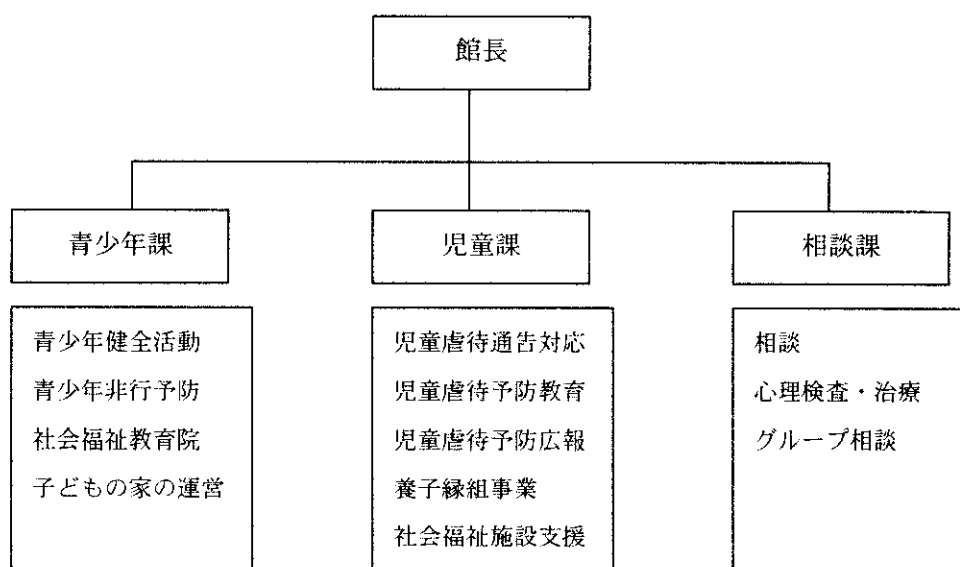 館長
青少年課
児童課
相談課
青少年健全活動
青少年非行予防
社会福祉教育院
子どもの家の運営
児童虐待通告対応
児童虐待予防教育
児童虐待予防広報
養子縁組事業
社会福祉施設支援
相談
心理検査・治療
グループ相談